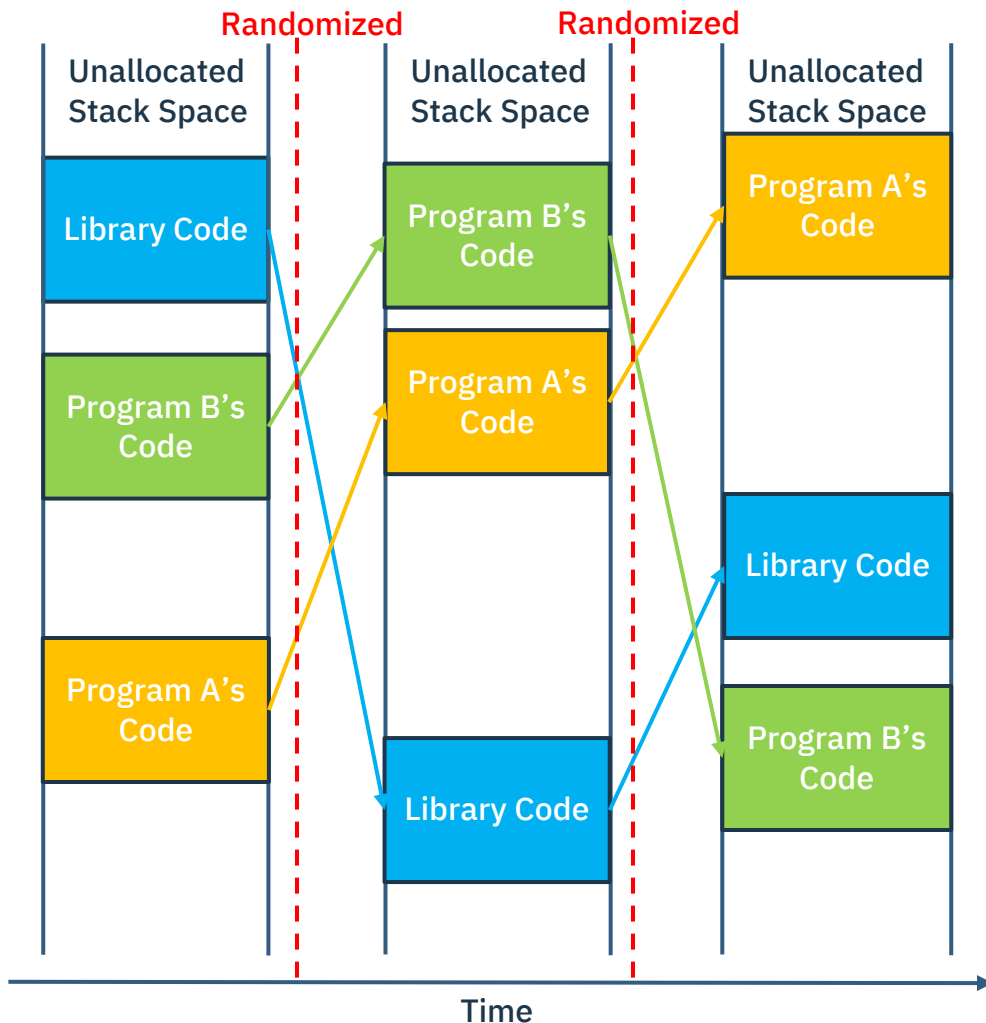 Randomized
Randomized
Unallocated
Stack Space
Library Code
Program B's
Code
Program A's
Code
Unallocated
Stack Space
Program B's
Code
Program A's
Code
Library Code
Unallocated
Stack Space
Program A's
Code
Library Code
Program B's
Code
Time